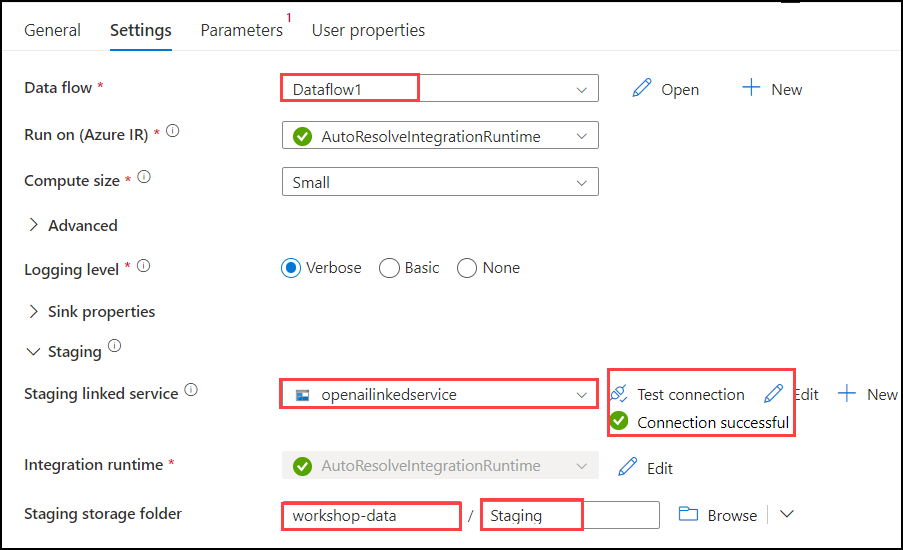 General Settings Parameters 1 User properties
Data flow * Dataflow1 Open New
Run on (Azure IR) * AutoResolveIntegrationRuntime
Compute size * Small
Advanced
Logging level * Verbose Basic None
Sink properties
Staging
Staging linked service openailinkedservice Test connection Edit New
Connection successful
Integration runtime * AutoResolveIntegrationRuntime Edit
Staging storage folder workshop-data / Staging Browse